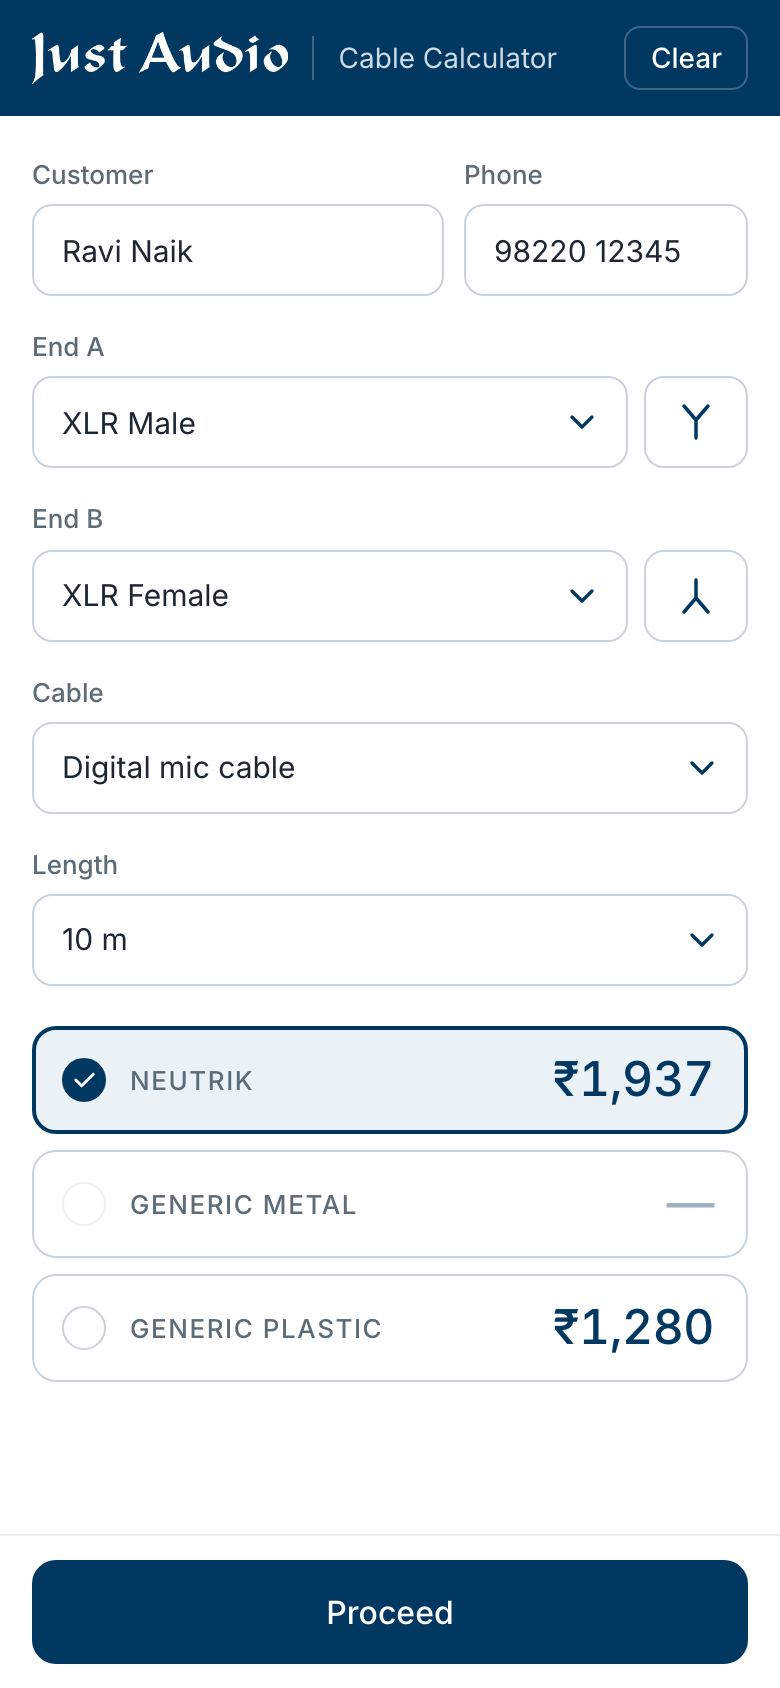 Just Audio
Cable Calculator
Clear
Customer
Phone
Ravi Naik
98220 12345
End A
XLR Male
End B
XLR Female
Cable
Digital mic cable
Length
10 m
NEUTRIK
₹1,937
GENERIC METAL
—
GENERIC PLASTIC
₹1,280
Proceed